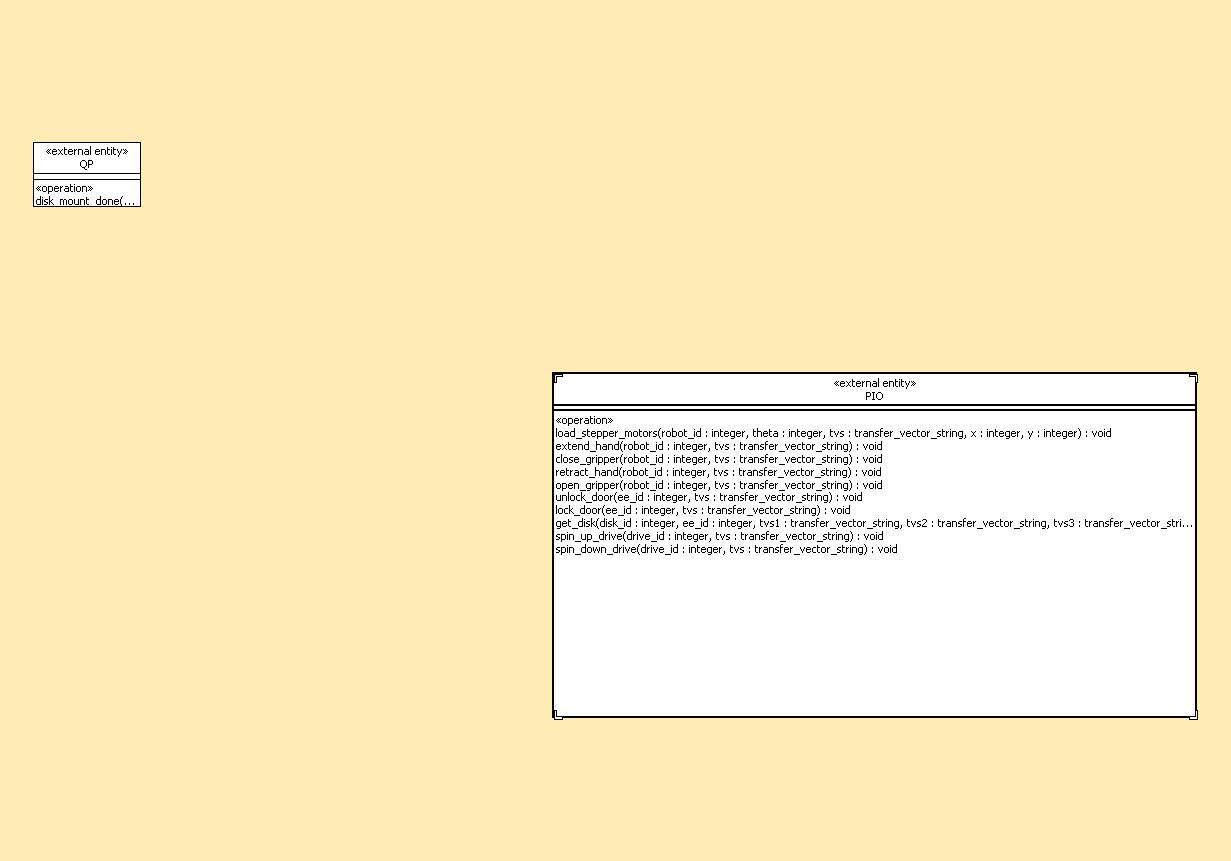 «external entity»
QP
«operation»
disk_mount_done(...
«external entity»
PIO
«operation»
load_stepper_motors(robot_id : integer, theta : integer, tvs : transfer_vector_string, x : integer, y : integer) : void
extend_hand(robot_id : integer, tvs : transfer_vector_string) : void
close_gripper(robot_id : integer, tvs : transfer_vector_string) : void
retract_hand(robot_id : integer, tvs : transfer_vector_string) : void
open_gripper(robot_id : integer, tvs : transfer_vector_string) : void
unlock_door(ee_id : integer, tvs : transfer_vector_string) : void
lock_door(ee_id : integer, tvs : transfer_vector_string) : void
get_disk(disk_id : integer, ee_id : integer, tvs1 : transfer_vector_string, tvs2 : transfer_vector_string, tvs3 : transfer_vector_stri...
spin_up_drive(drive_id : integer, tvs : transfer_vector_string) : void
spin_down_drive(drive_id : integer, tvs : transfer_vector_string) : void